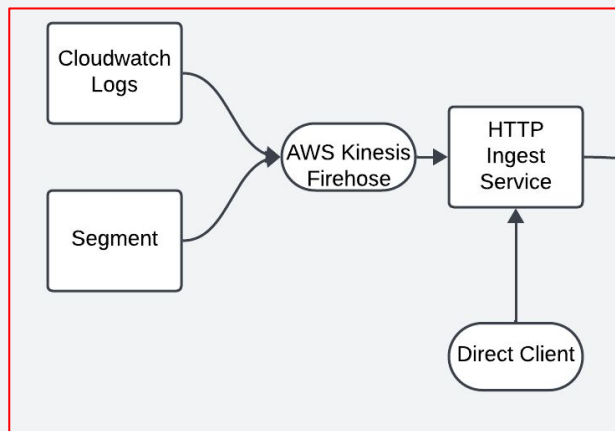 Cloudwatch
Logs
AWS Kinesis
Firehose
HTTP
Ingest
Service
Segment
Direct Client